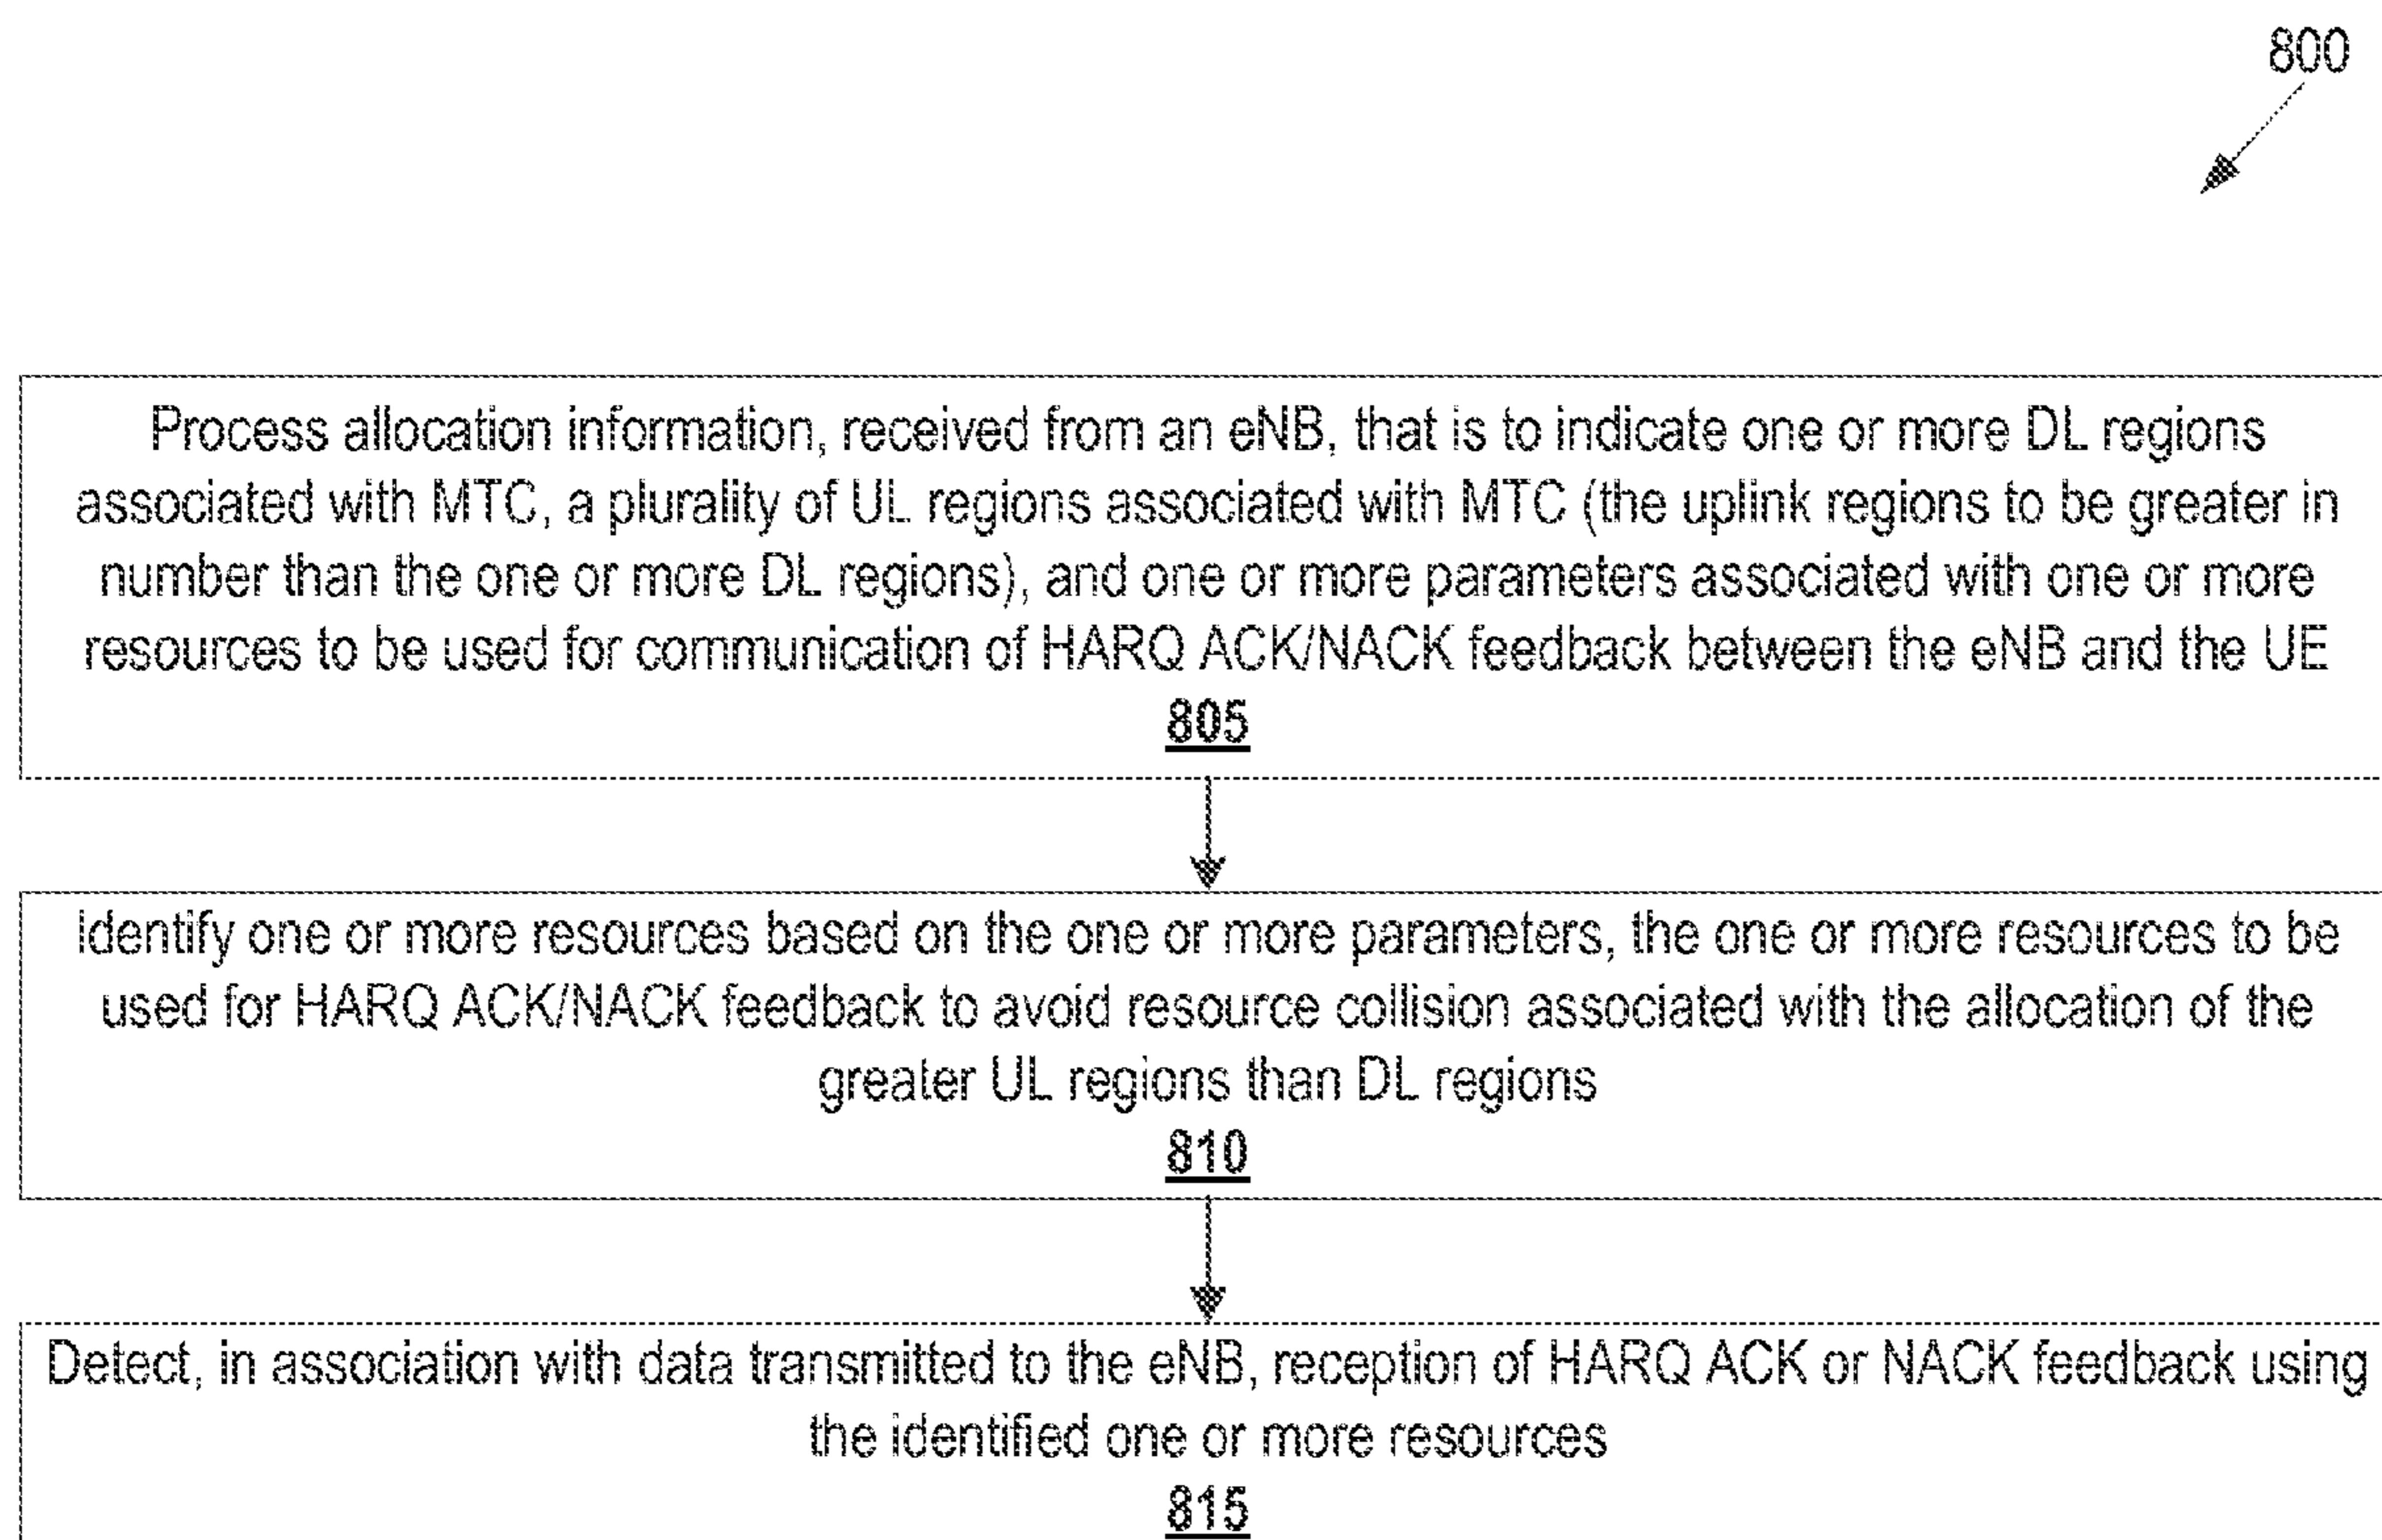 800
Process allocation information, received from an eNB, that is to indicate one or more DL regions
associated with MTC, a plurality of UL regions associated with MTC (the uplink regions to be greater in
number than the one or more DL regions), and one or more parameters associated with one or more
resources to be used for communication of HARQ ACK/NACK feedback between the eNB and the UE
805
Identify one or more resources based on the one or more parameters, the one or more resources to be
used for HARQ ACK/NACK feedback to avoid resource collision associated with the allocation of the
greater UL regions than DL regions
810
Detect, in association with data transmitted to the eNB, reception of HARQ ACK or NACK feedback using
the identified one or more resources
815